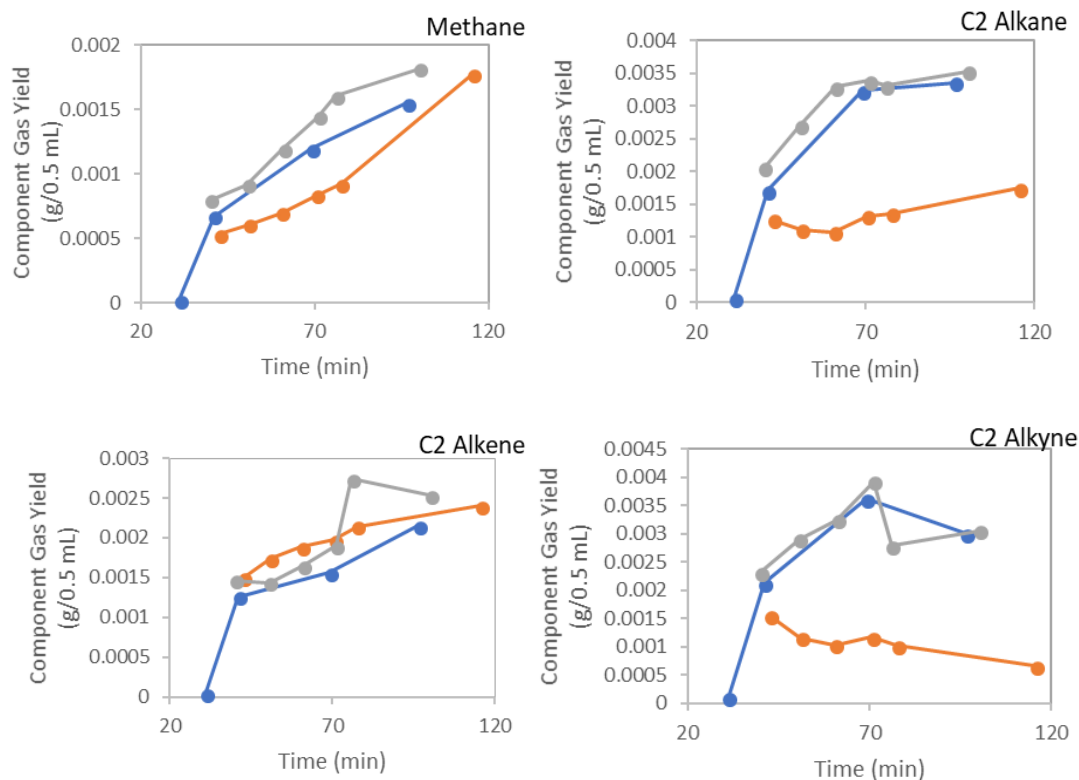 Methane
Component Gas Yield
(g/0.5 mL)
0.002
0.0015
0.001
0.0005
0
20
70
120
Time (min)
C2 Alkane
Component Gas Yield
(g/0.5 mL)
0.004
0.0035
0.003
0.0025
0.002
0.0015
0.001
0.0005
0
20
70
120
Time (min)
C2 Alkene
Component Gas Yield
(g/0.5 mL)
0.003
0.0025
0.002
0.0015
0.001
0.0005
0
20
70
120
Time (min)
C2 Alkyne
Component Gas Yield
(g/0.5 mL)
0.0045
0.004
0.0035
0.003
0.0025
0.002
0.0015
0.001
0.0005
0
20
70
120
Time (min)